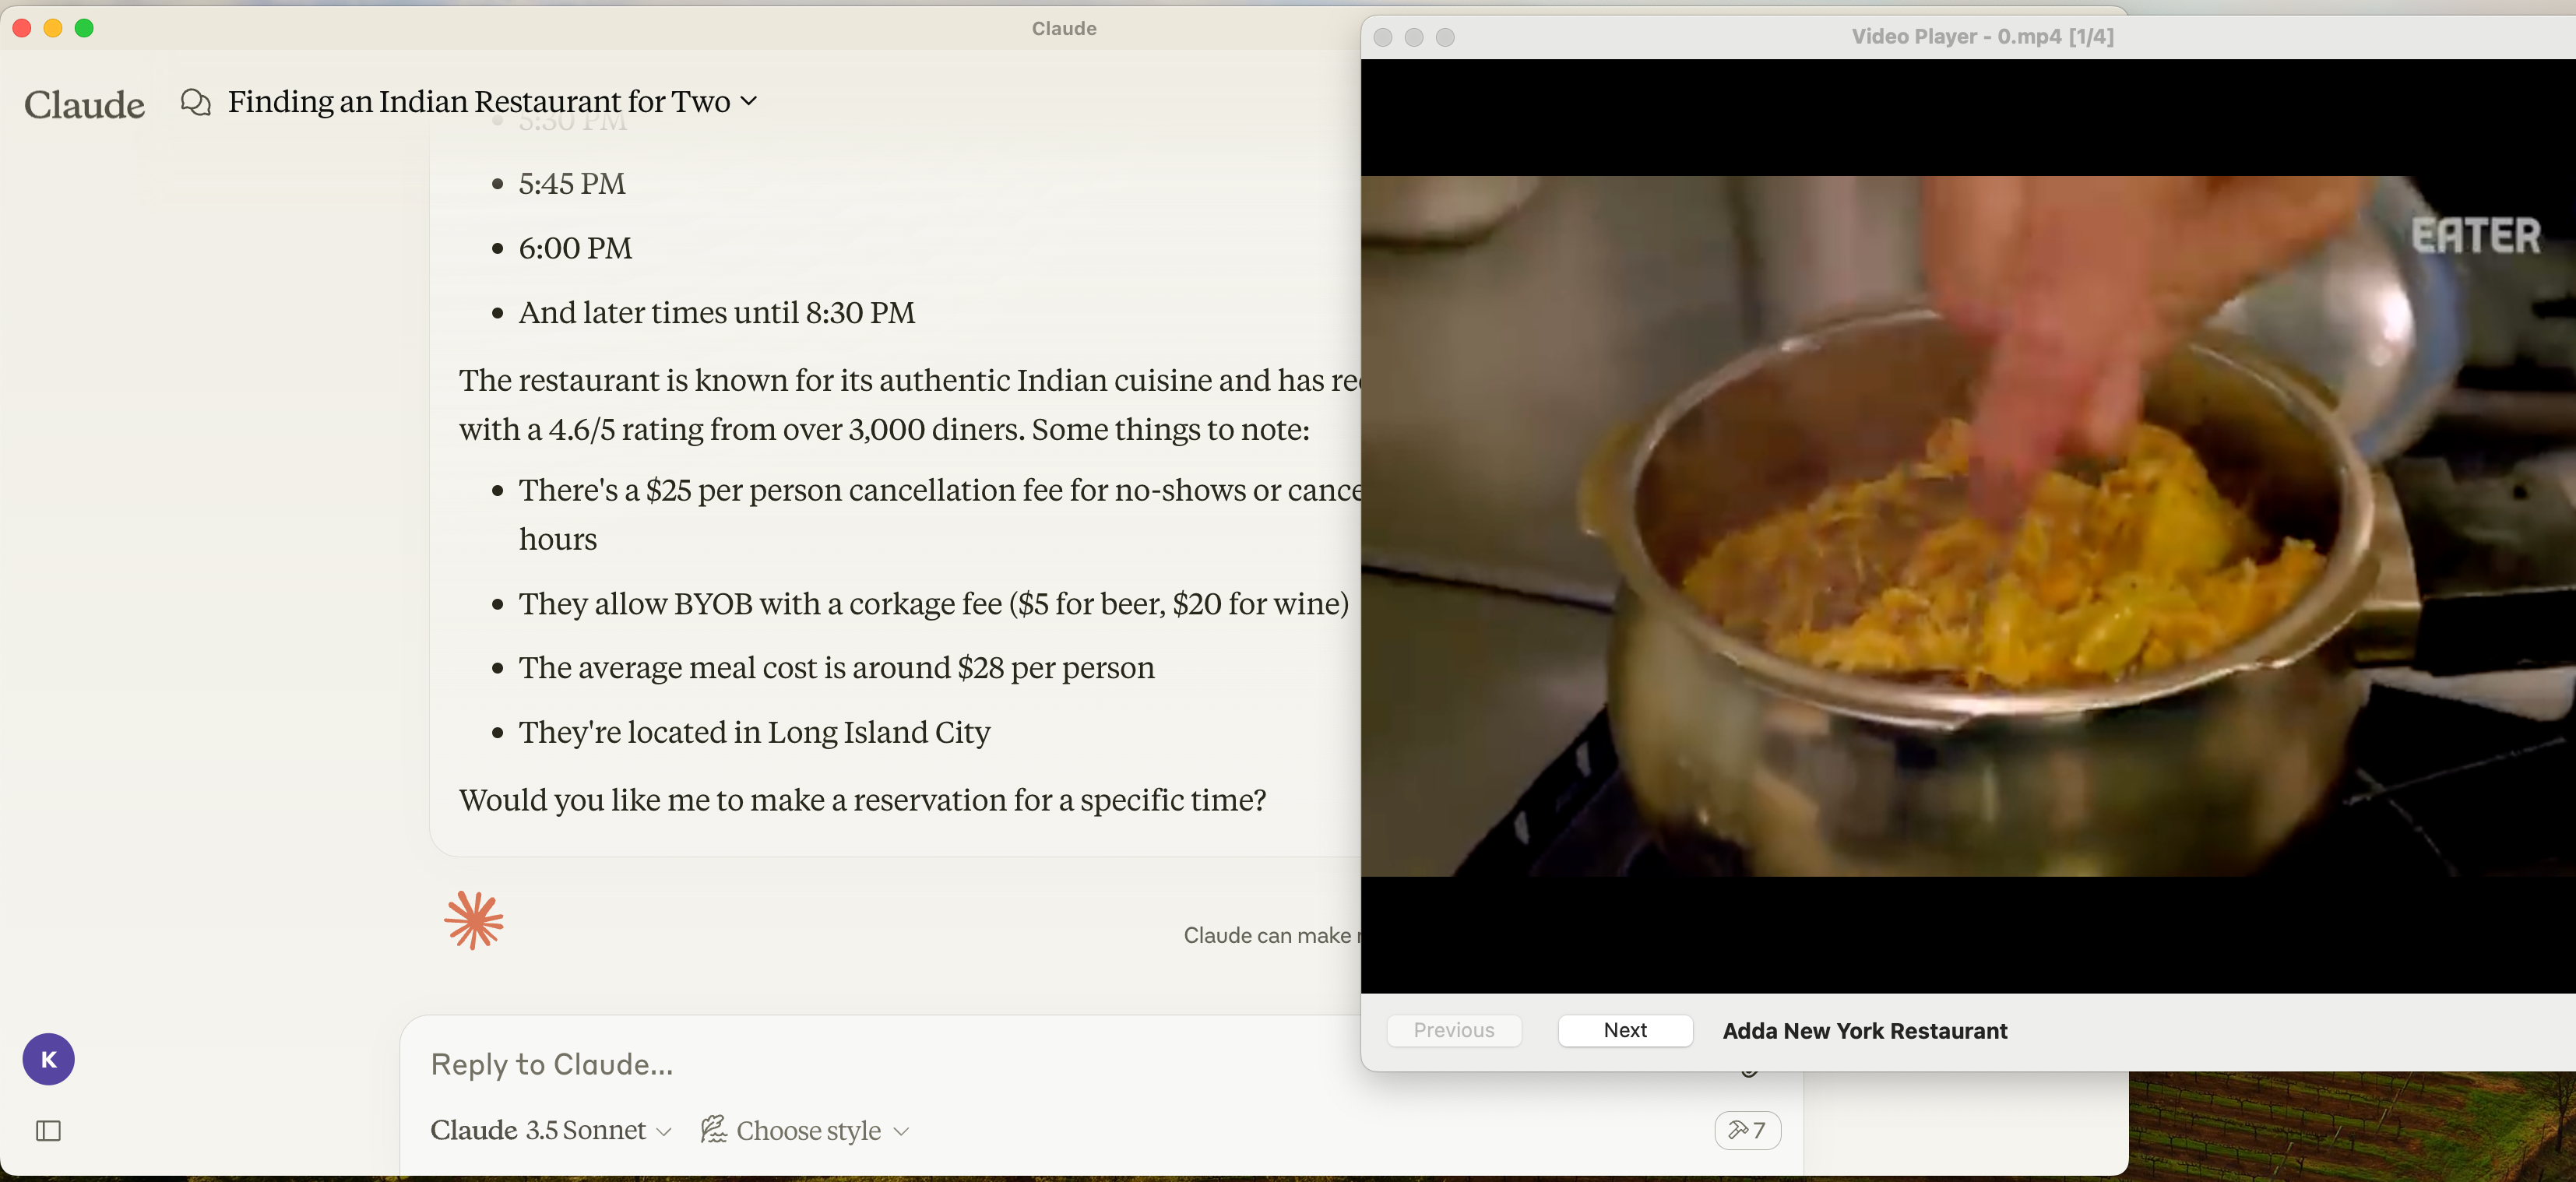 Claude
Claude
Finding an Indian Restaurant for Two
5:30 PM
5:45 PM
6:00 PM
And later times until 8:30 PM
The restaurant is known for its authentic Indian cuisine and has
with a 4.6/5 rating from over 3,000 diners. Some things to note:
There's a $25 per person cancellation fee for no-shows or
hours
They allow BYOB with a corkage fee ($5 for beer, $20 for wine)
The average meal cost is around $28 per person
They're located in Long Island City
Would you like me to make a reservation for a specific time?
Claude can make
K
Reply to Claude...
Claude 3.5 Sonnet
Choose style
7
Video Player - 0.mp4 [1/4]
EATER
Previous
Next
Adda New York Restaurant